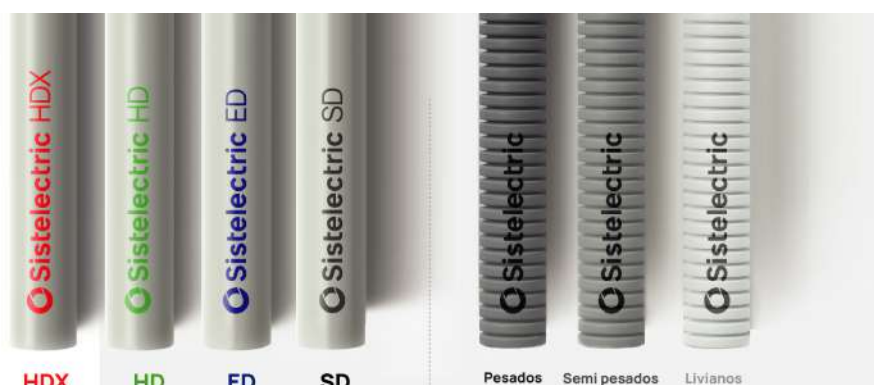 Sistelectric HDX
Sistelectric HD
Sistelectric ED
Sistelectric SD
Sistelectric
Sistelectric
Sistelectric
HDX
HD
ED
SD
Pesados
Semi pesados
Livianos